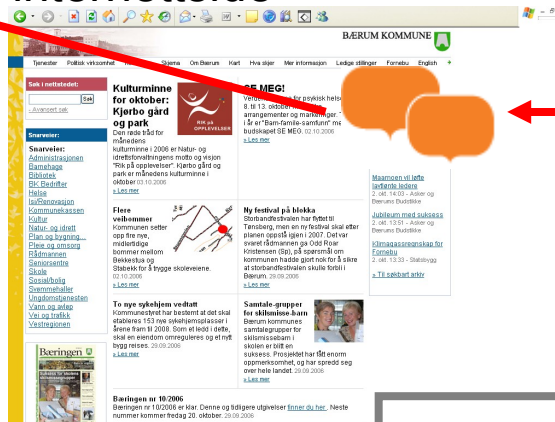 BÆRUM KOMMUNE
Tjenester Politisk virksomhet Skjema Om Bærum Kart Hva skjer Mer informasjon Ledige stillinger Fornebu English
Søk i nettstedet:
Søk
- Avansert søk
Snarveier:
Snarveier:
Administrasjonen
Barnehage
Bibliotek
BK Bedrifter
Helse
Isi/Renovasjon
Kommunekassen
Kultur
Natur- og idrett
Plan og bygning...
Pleie og omsorg
Rådmannen
Seniorsentre
Skole
Sosial/bolig
Svømmehaller
Ungdomstjenesten
Vann og avløp
Vei og trafikk
Vestregionen
Bæringen
Kulturminne
for oktober:
Kjørbo gård
og park
Den røde tråd for
månedens
kulturminne i 2006 er Natur- og
idrettsforvaltningens motto og visjon
"Rik på opplevelser". Kjørbo gård og
park er månedens kulturminne i
oktober 03.10.2006
» Les mer
RIK på
OPPLEVELSER
SE MEG!
Verdensdagen for psykisk hels
8. til 13. oktober
arrangementer og markeringer.
i år er "Barn-familie-samfunn" me
budskapet SE MEG. 02.10.2006
» Les mer
Flere
veibommer
Kommunen setter
opp fire nye,
midlertidige
bommer mellom
Bekkestua og
Stabekk for å trygge skoleveiene.
02.10.2006
» Les mer
Ny festival på blokka
Storbandfestivalen har flyttet til
Tønsberg, men en ny festival skal etter
planen oppstå igjen i 2007. Det var
svaret rådmannen ga Odd Roar
Kristensen (Sp), på spørsmål om
kommunen hadde gjort nok for å sikre
at storbandfestivalen skulle forbli i
Bærum. 29.09.2006
» Les mer
To nye sykehjem vedtatt
Kommunestyret har bestemt at det skal
etableres 153 nye sykehjemsplasser i
årene fram til 2008. Som et ledd i dette,
skal en eiendom omreguleres og et nytt
bygg reises. 29.09.2006
» Les mer
Samtale-grupper
for skilsmisse-barn
Bærum kommunes
samtalegrupper for
skilsmissebarn i
skolen er blitt en
suksess. Prosjektet har fått enorm
oppmerksomhet, og har spredd seg
over hele landet. 29.09.2006
» Les mer
Bæringen nr 10/2006
Bæringen nr 10/2006 er klar. Denne og tidligere utgivelser finner du her . Neste
nummer kommer fredag 20. oktober. 29.09.2006
Maamoen vil løfte
lavtlønte ledere
2. okt. 14:03 - Asker og
Bærums Budstikke
Jubileum med suksess
2. okt. 13:51 - Asker og
Bærums Budstikke
Klimagassregnskap for
Fornebu
2. okt. 13:33 - Statsbygg
» Til søkbart arkiv